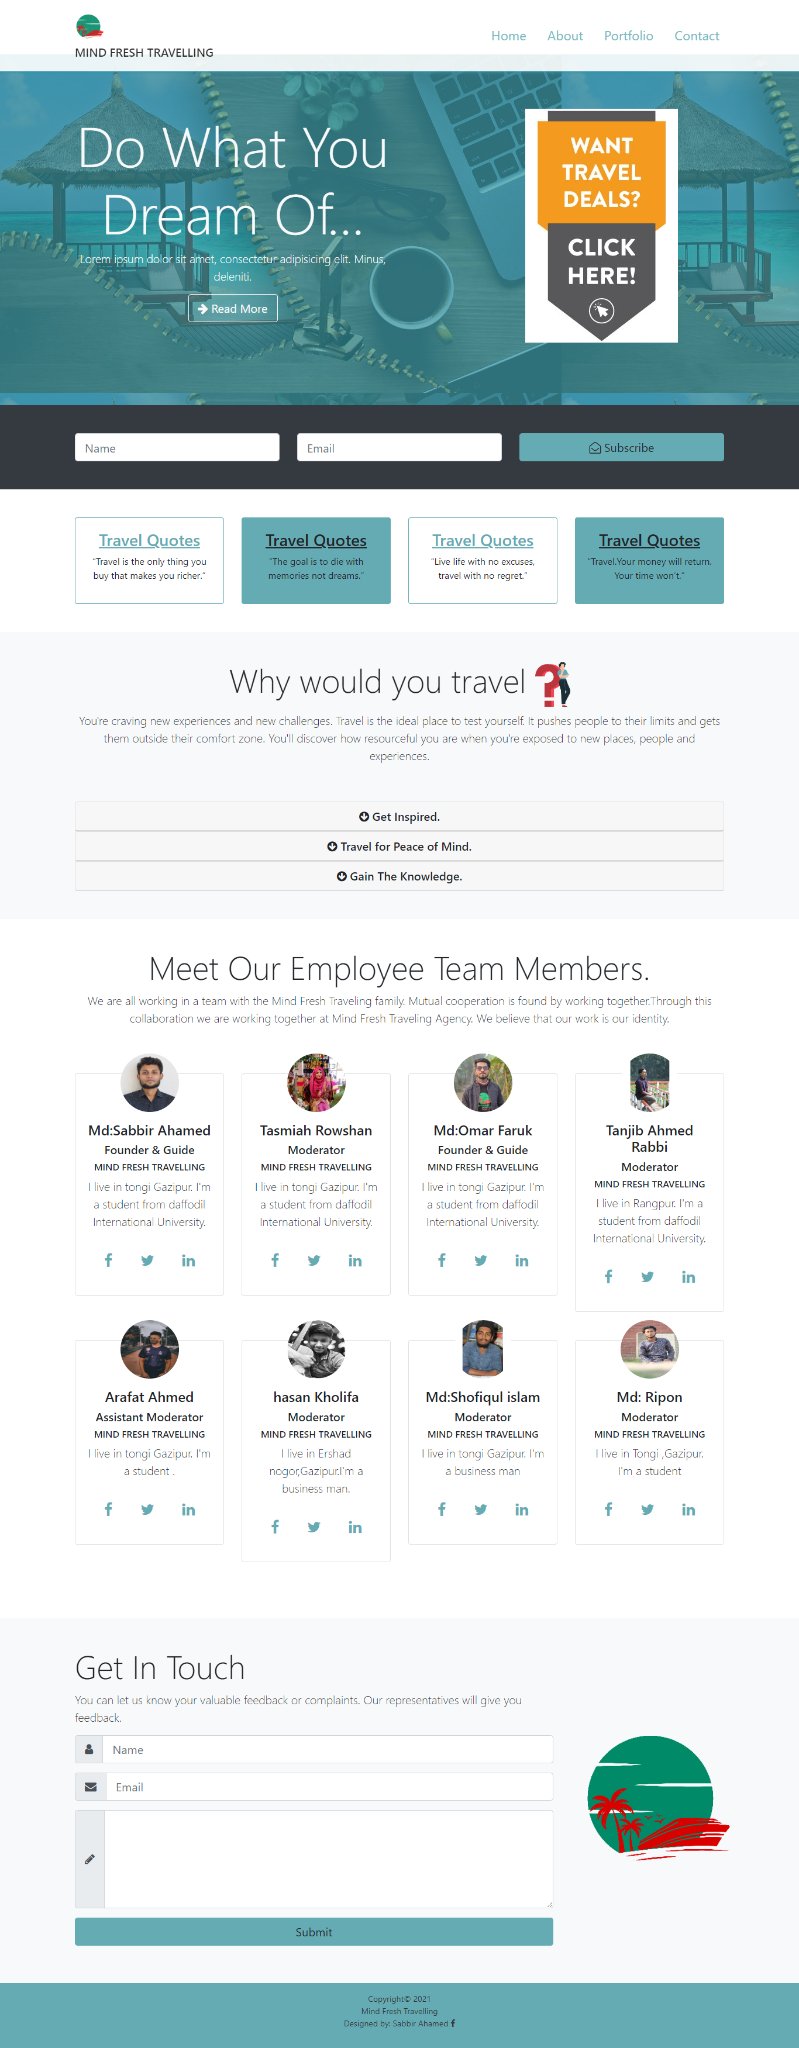 MIND FRESH TRAVELLING
Home About Portfolio Contact
Do What You
Dream Of...
Lorem ipsum dolor sit amet, consectetur adipisicing elit. Minus,
deleniti.
Read More
WANT
TRAVEL
DEALS?
CLICK
HERE!
Name
Email
Subscribe
Travel Quotes
"Travel is the only thing you
buy that makes you richer."
Travel Quotes
"The goal is to die with
memories not dreams."
Travel Quotes
"Live life with no excuses,
travel with no regret."
Travel Quotes
"Travel.Your money will return.
Your time won't."
Why would you travel
You're craving new experiences and new challenges. Travel is the ideal place to test yourself. It pushes people to their limits and gets
them outside their comfort zone. You'll discover how resourceful you are when you're exposed to new places, people and
experiences.
Get Inspired.
Travel for Peace of Mind.
Gain The Knowledge.
Meet Our Employee Team Members.
We are all working in a team with the Mind Fresh Traveling family. Mutual cooperation is found by working together.Through this
collaboration we are working together at Mind Fresh Traveling Agency. We believe that our work is our identity.
Md:Sabbir Ahamed
Founder & Guide
MIND FRESH TRAVELLING
I live in tongi Gazipur. I'm
a student from daffodil
International University.
Tasmiah Rowshan
Moderator
MIND FRESH TRAVELLING
I live in tongi Gazipur. I'm
a student from daffodil
International University.
Md:Omar Faruk
Founder & Guide
MIND FRESH TRAVELLING
I live in tongi Gazipur. I'm
a student from daffodil
International University.
Tanjib Ahmed
Rabbi
Moderator
MIND FRESH TRAVELLING
I live in Rangpur. I'm a
student from daffodil
International University.
Arafat Ahmed
Assistant Moderator
MIND FRESH TRAVELLING
I live in tongi Gazipur. I'm
a student .
hasan Kholifa
Moderator
MIND FRESH TRAVELLING
I live in Ershad
nogor,Gazipur.I'm a
business man.
Md:Shofiqul islam
Moderator
MIND FRESH TRAVELLING
I live in tongi Gazipur. I'm
a business man
Md: Ripon
Moderator
MIND FRESH TRAVELLING
I live in Tongi ,Gazipur.
I'm a student
Get In Touch
You can let us know your valuable feedback or complaints. Our representatives will give you
feedback.
Name
Email
Submit
Copyright© 2021
Mind Fresh Travelling
Designed by: Sabbir Ahamed